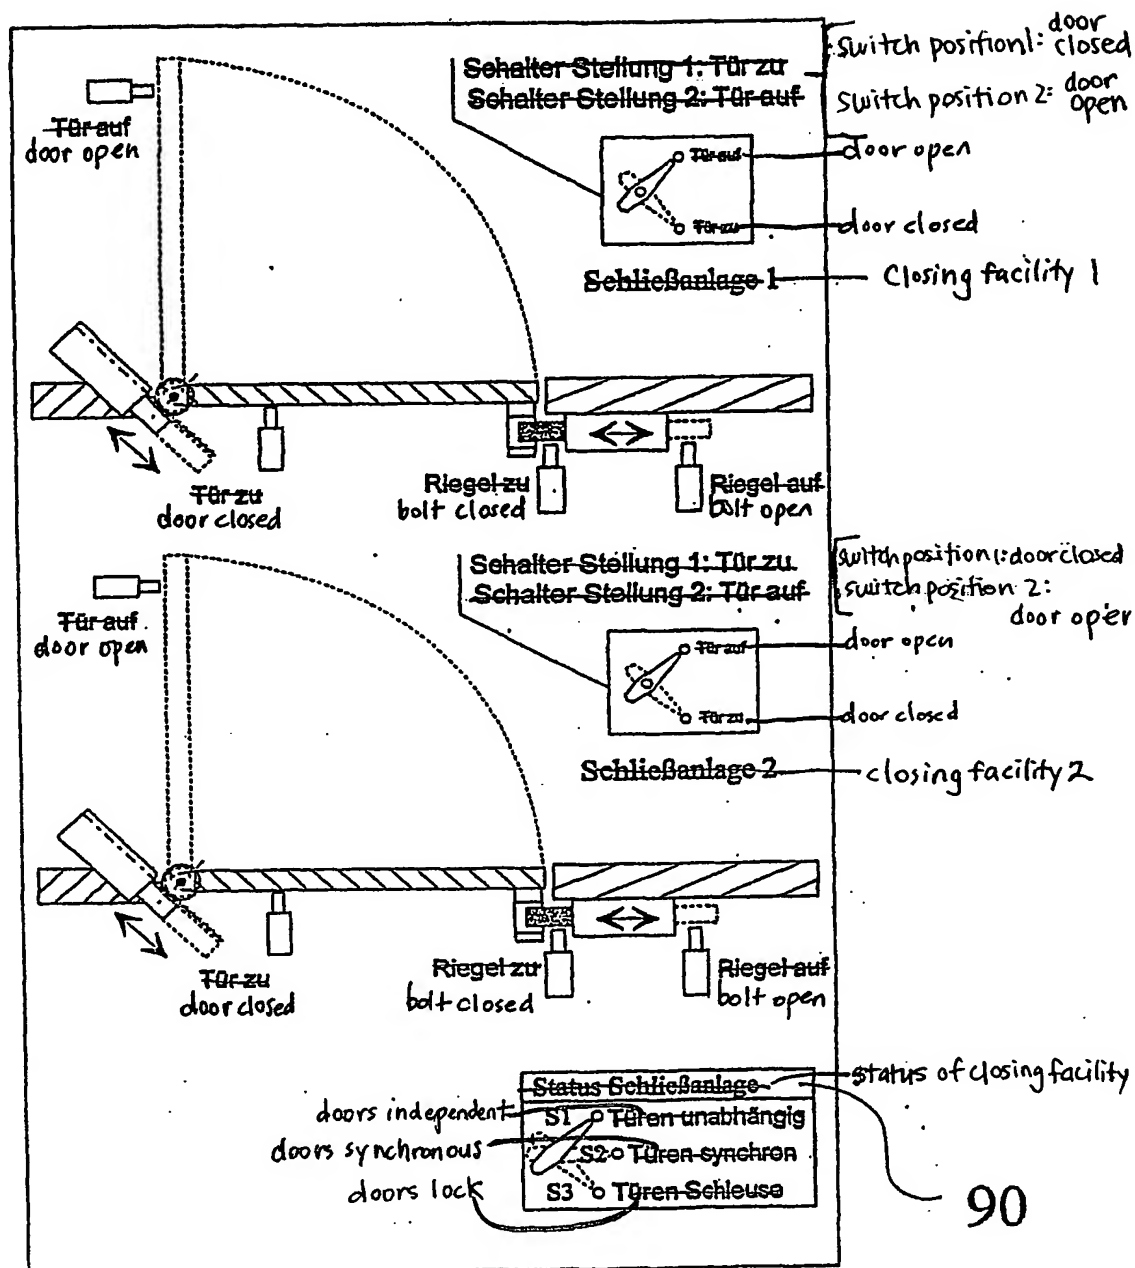 Schalter Stellung 1: Tür zu
Schalter Stellung 2: Tür auf
switch position 1: door closed
switch position 2: door open
Tür auf
door open
Tür auf
door open
Tür zu
door closed
Schließanlage 1
Closing facility 1
Tür zu
door closed
Riegel zu
bolt closed
Riegel auf
bolt open
Schalter Stellung 1: Tür zu
Schalter Stellung 2: Tür auf
switch position 1: door closed
switch position 2:
door open
Tür auf
door open
Tür auf
door open
Tür zu
door closed
Schließanlage 2
closing facility 2
Tür zu
door closed
Riegel zu
bolt closed
Riegel auf
bolt open
Status Schließanlage
status of closing facility
doors independent
S1 Türen unabhängig
doors synchronous
S2 Türen synchron
doors lock
S3 Türen Schleuse
90